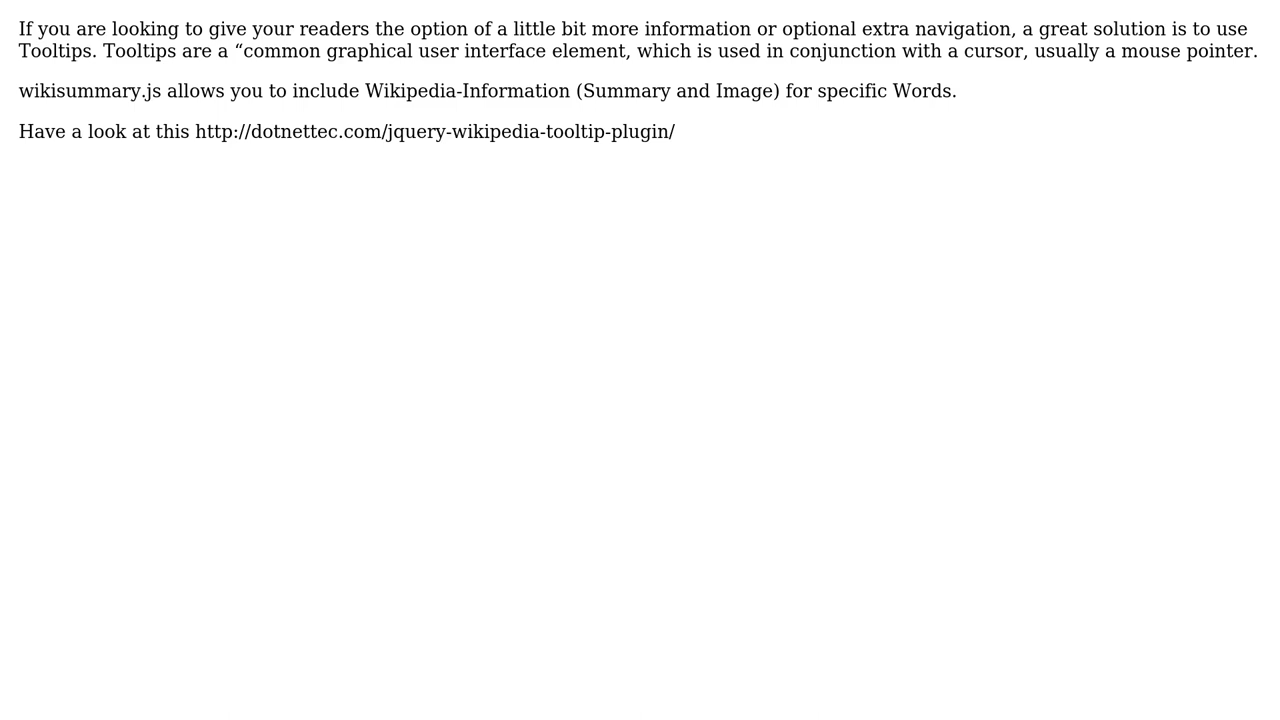 If you are looking to give your readers the option of a little bit more information or optional extra navigation, a great solution is to use
Tooltips. Tooltips are a “common graphical user interface element, which is used in conjunction with a cursor, usually a mouse pointer.
wikisummary.js allows you to include Wikipedia-Information (Summary and Image) for specific Words.
Have a look at this http://dotnettec.com/jquery-wikipedia-tooltip-plugin/